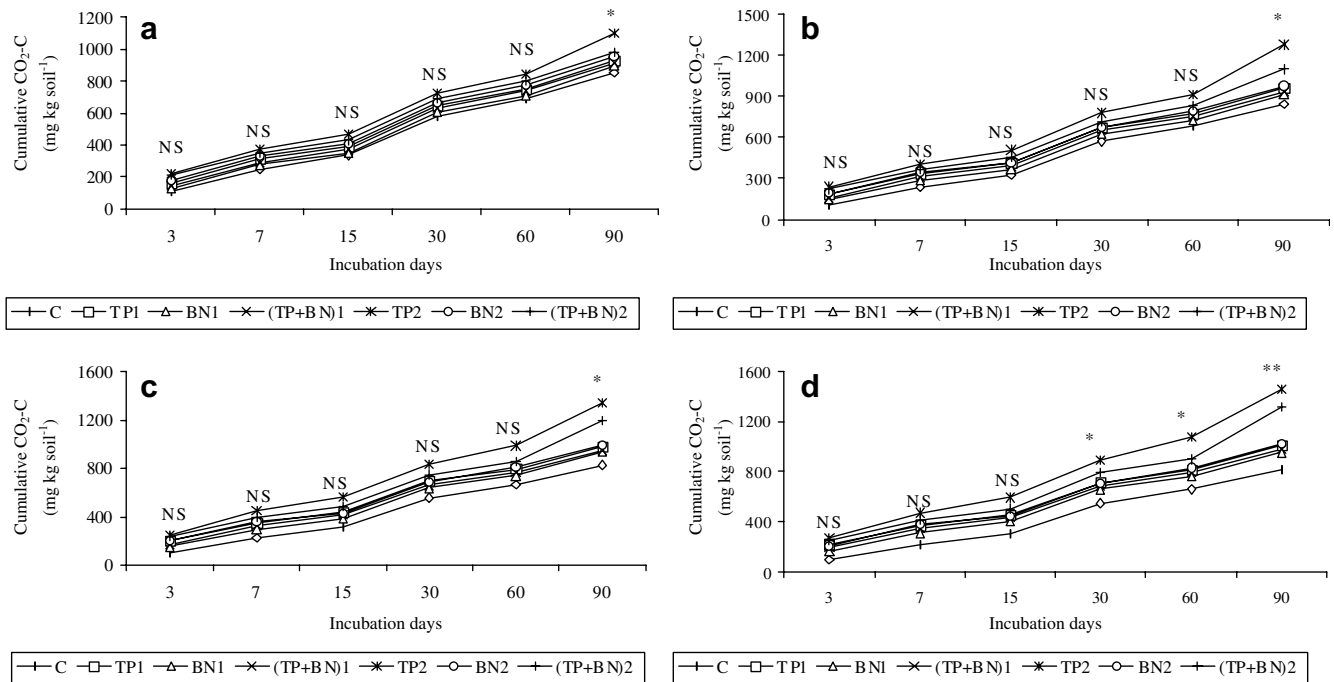 a
Cumulative CO2-C
(mg kg soil-1)
1200
1000
800
600
400
200
0
NS
NS
NS
NS
NS
*
3 7 15 30 60 90
Incubation days
C TP1 BN1 (TP+BN)1 TP2 BN2 (TP+BN)2
b
Cumulative CO2-C
(mg kg soil-1)
1500
1200
900
600
300
0
NS
NS
NS
NS
NS
*
3 7 15 30 60 90
Incubation days
C TP1 BN1 (TP+BN)1 TP2 BN2 (TP+BN)2
c
Cumulative CO2-C
(mg kg soil-1)
1600
1200
800
400
0
NS
NS
NS
NS
NS
*
3 7 15 30 60 90
Incubation days
C TP1 BN1 (TP+BN)1 TP2 BN2 (TP+BN)2
d
Cumulative CO2-C
(mg kg soil-1)
1600
1200
800
400
0
NS
NS
NS
*
*
**
3 7 15 30 60 90
Incubation days
C TP1 BN1 (TP+BN)1 TP2 BN2 (TP+BN)2